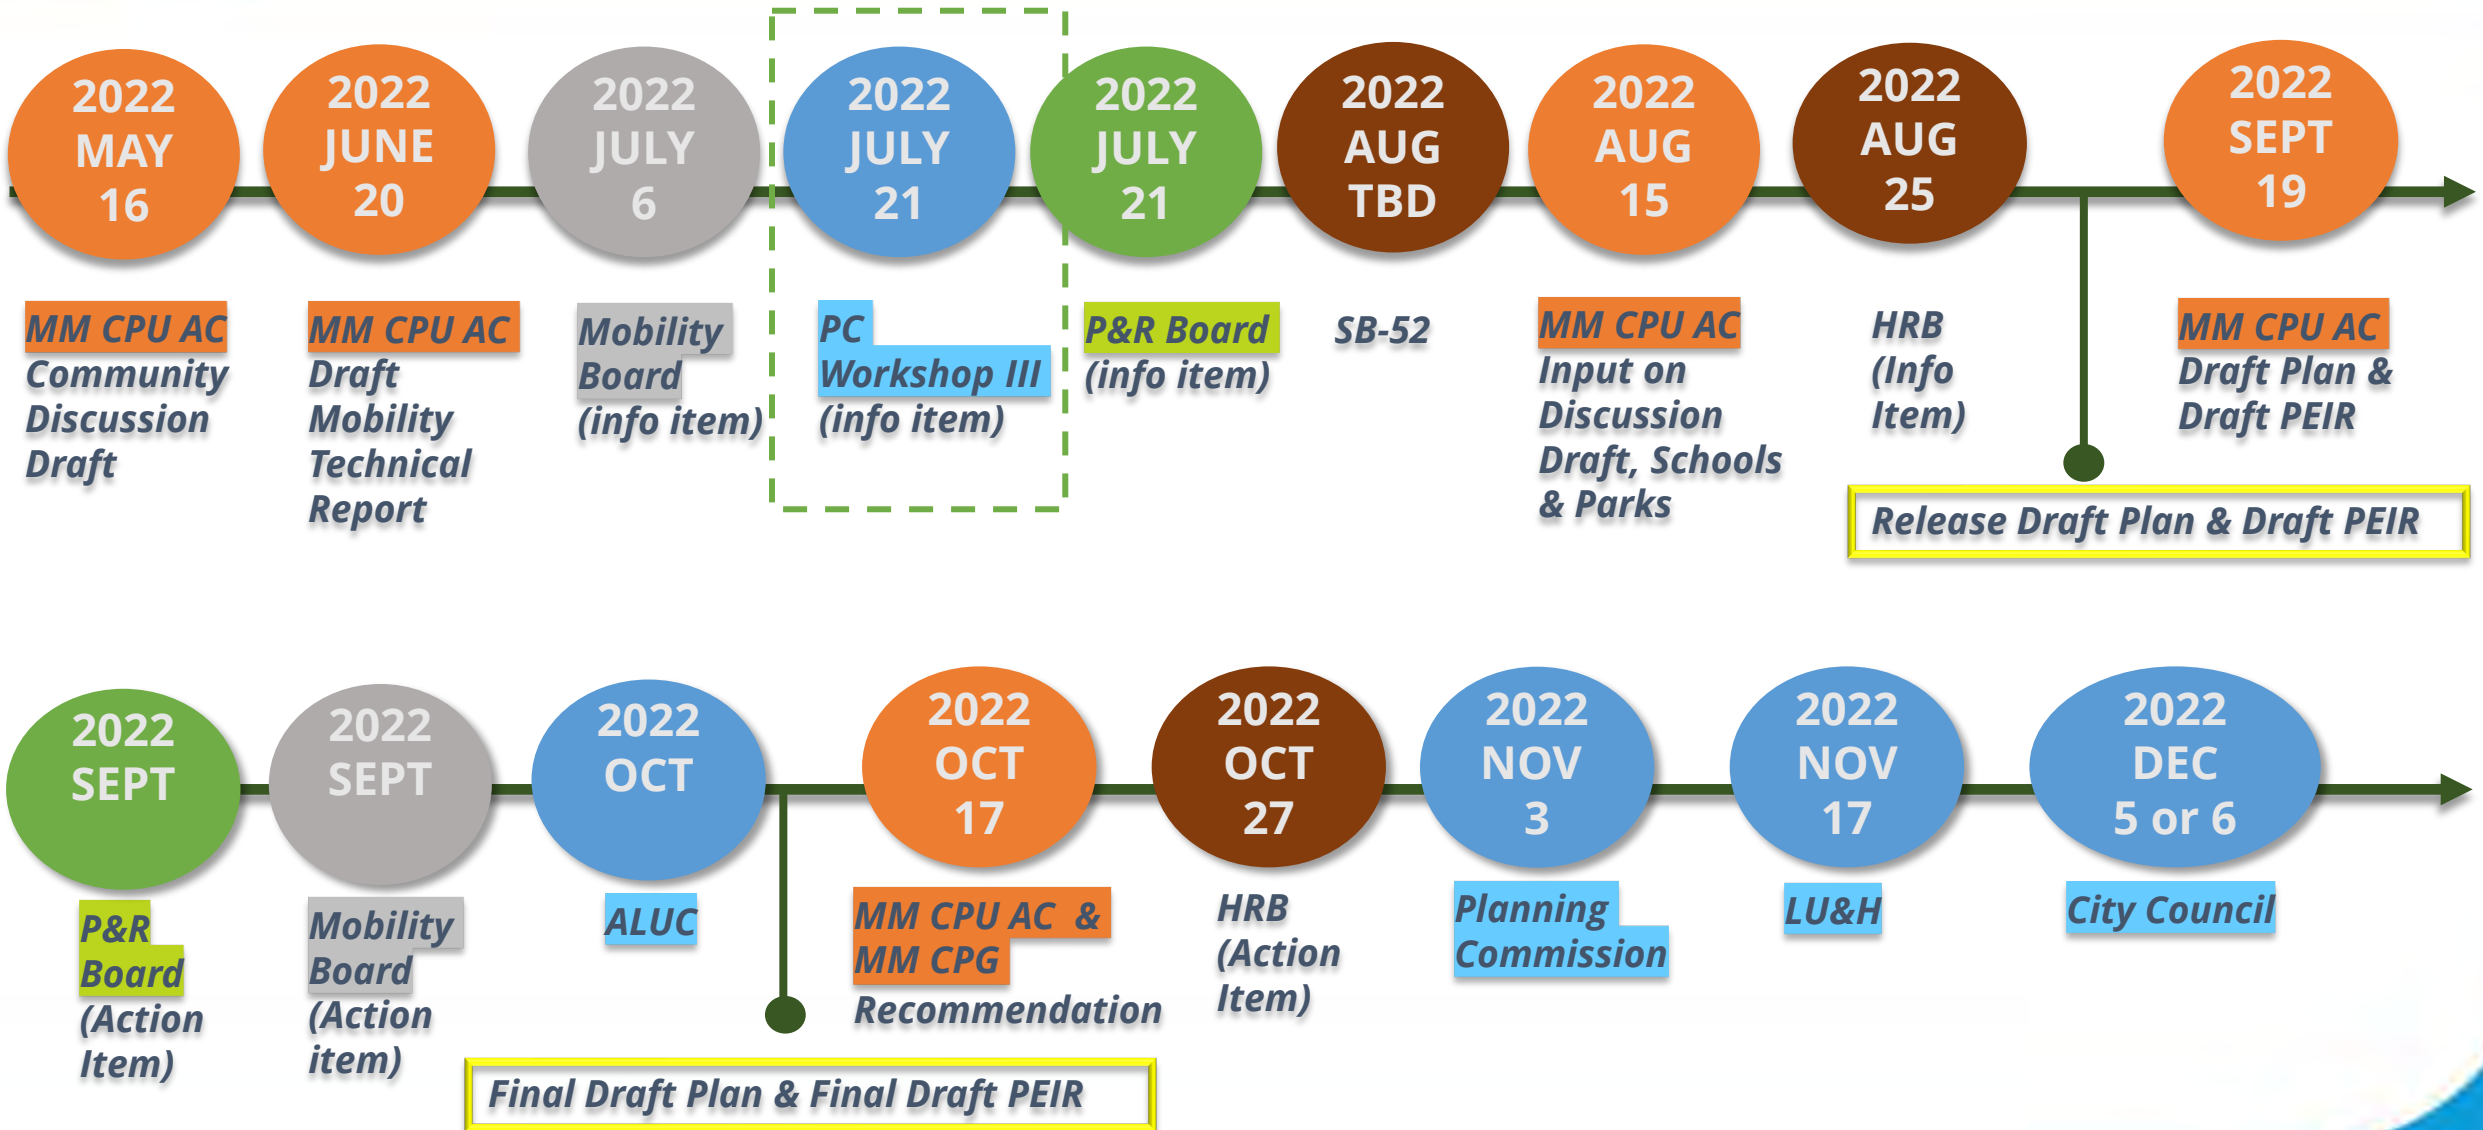 2022
MAY
16
2022
JUNE
20
2022
JULY
6
2022
JULY
21
2022
JULY
21
2022
AUG
TBD
2022
AUG
15
2022
AUG
25
2022
SEPT
19
MM CPU AC
Community
Discussion
Draft
MM CPU AC
Draft
Mobility
Technical
Report
Mobility
Board
(info item)
PC
Workshop III
(info item)
P&R Board
(info item)
SB-52
MM CPU AC
Input on
Discussion
Draft, Schools
& Parks
HRB
(Info
Item)
MM CPU AC
Draft Plan &
Draft PEIR
Release Draft Plan & Draft PEIR
2022
SEPT
2022
SEPT
2022
OCT
2022
OCT
17
2022
OCT
27
2022
NOV
3
2022
NOV
17
2022
DEC
5 or 6
P&R
Board
(Action
Item)
Mobility
Board
(Action
item)
ALUC
MM CPU AC &
MM CPG
Recommendation
HRB
(Action
Item)
Planning
Commission
LU&H
City Council
Final Draft Plan & Final Draft PEIR